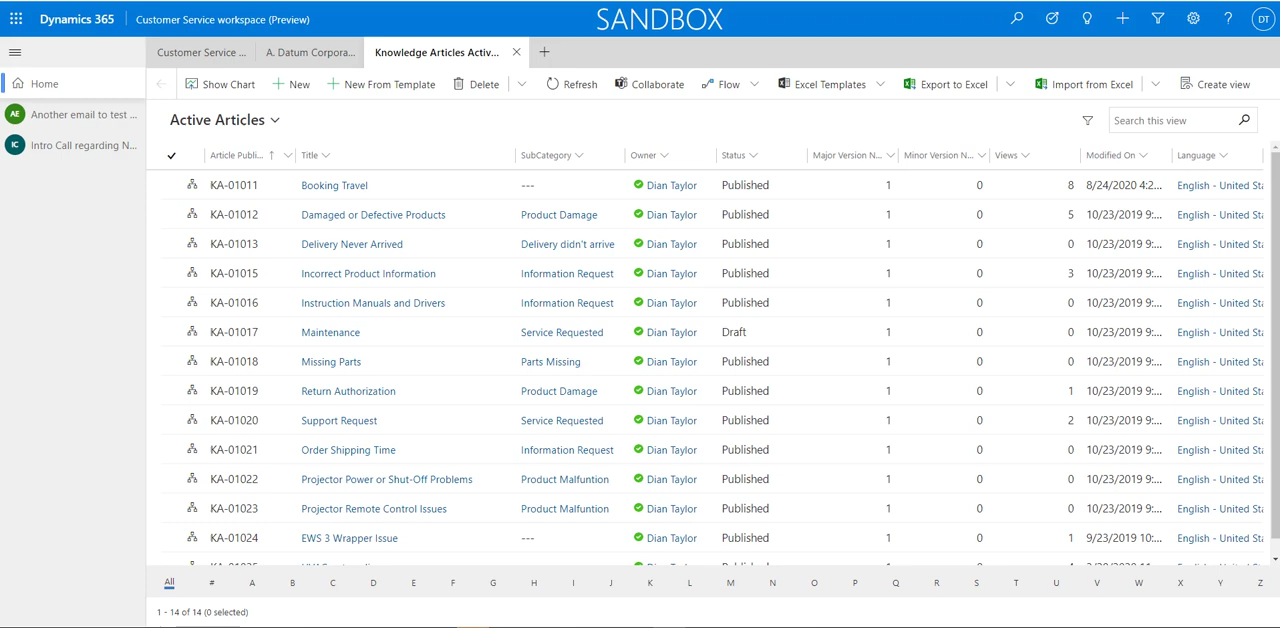 Dynamics 365 Customer Service workspace (Preview) SANDBOX DT
Customer Service ... A. Datum Corpora... Knowledge Articles Activ...
Home
AE Another email to test ...
IC Intro Call regarding N...
Show Chart New New From Template Delete Refresh Collaborate Flow Excel Templates Export to Excel Import from Excel Create view
Active Articles Search this view
Article Publi... Title SubCategory Owner Status Major Version N... Minor Version N... Views Modified On Language
KA-01011 Booking Travel --- Dian Taylor Published 1 0 8 8/24/2020 4:2... English - United Sta
KA-01012 Damaged or Defective Products Product Damage Dian Taylor Published 1 0 5 10/23/2019 9:... English - United Sta
KA-01013 Delivery Never Arrived Delivery didn't arrive Dian Taylor Published 1 0 0 10/23/2019 9:... English - United Sta
KA-01015 Incorrect Product Information Information Request Dian Taylor Published 1 0 3 10/23/2019 9:... English - United Sta
KA-01016 Instruction Manuals and Drivers Information Request Dian Taylor Published 1 0 0 10/23/2019 9:... English - United Sta
KA-01017 Maintenance Service Requested Dian Taylor Draft 1 0 0 10/23/2019 9:... English - United Sta
KA-01018 Missing Parts Parts Missing Dian Taylor Published 1 0 0 10/23/2019 9:... English - United Sta
KA-01019 Return Authorization Product Damage Dian Taylor Published 1 0 1 10/23/2019 9:... English - United Sta
KA-01020 Support Request Service Requested Dian Taylor Published 1 0 2 10/23/2019 9:... English - United Sta
KA-01021 Order Shipping Time Information Request Dian Taylor Published 1 0 0 10/23/2019 9:... English - United Sta
KA-01022 Projector Power or Shut-Off Problems Product Malfuntion Dian Taylor Published 1 0 0 10/23/2019 9:... English - United Sta
KA-01023 Projector Remote Control Issues Product Malfuntion Dian Taylor Published 1 0 0 10/23/2019 9:... English - United Sta
KA-01024 EWS 3 Wrapper Issue --- Dian Taylor Published 1 0 1 9/23/2019 10:... English - United Sta
All # A B C D E F G H I J K L M N O P Q R S T U V W X Y Z
1 - 14 of 14 (0 selected)